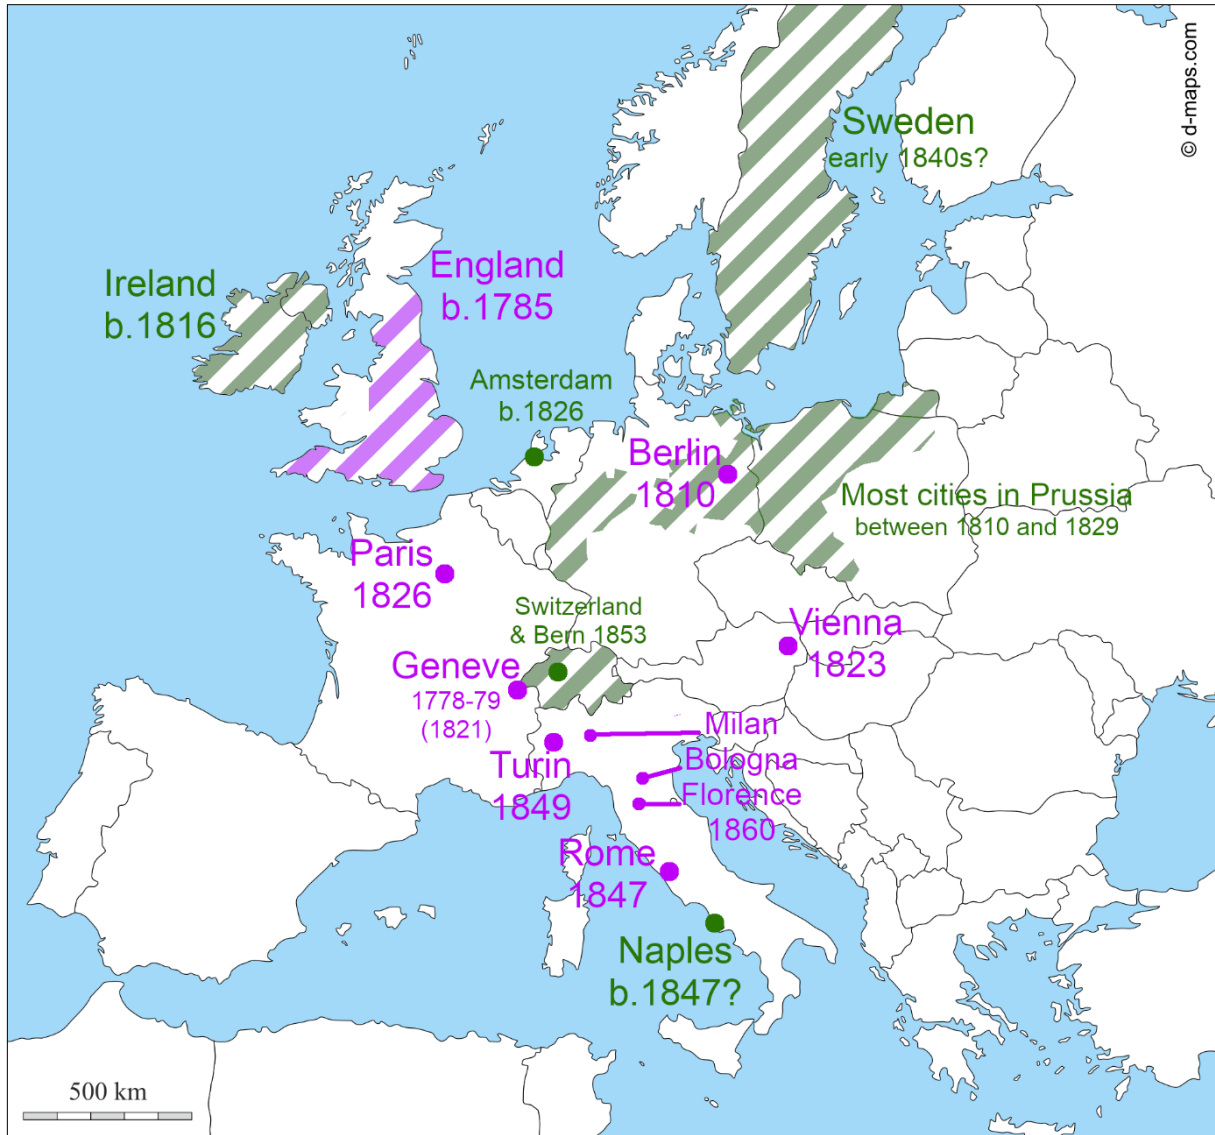 © d-maps.com
Sweden
early 1840s?
Ireland
b.1816
England
b.1785
Amsterdam
b.1826
Berlin
1810
Most cities in Prussia
between 1810 and 1829
Paris
1826
Switzerland
& Bern 1853
Vienna
1823
Geneve
1778-79
(1821)
Milan
Bologna
Florence
1860
Turin
1849
Rome
1847
Naples
b.1847?
500 km